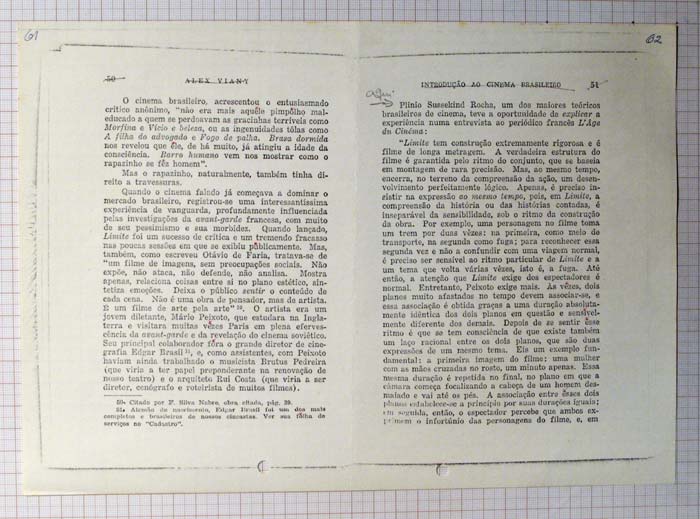 61
50 ALEX VIANY
O cinema brasileiro, acrescentou o entusiasmado
crítico anônimo, "não era mais aquêle pimpôlho mal-
educado a quem se perdoavam as gracinhas terríveis como
Morfina e Vício e beleza, ou as ingenuidades tôlas como
A filha do advogado e Fogo de palha. Brasa dormida
nos revelou que êle, de há muito, já atingiu a idade da
consciência. Barro humano vem nos mostrar como o
rapazinho se fêz homem".
Mas o rapazinho, naturalmente, também tinha di-
reito a travessuras.
Quando o cinema falado já começava a dominar o
mercado brasileiro, registrou-se uma interessantíssima
experiência de vanguarda, profundamente influenciada
pelas investigações da avant-garde francesa, com muito
de seu pessimismo e sua morbidez. Quando lançado,
Limite foi um sucesso de crítica e um tremendo fracasso
nas poucas sessões em que se exibiu pùblicamente. Mas,
também, como escreveu Otávio de Faria, tratava-se de
"um filme de imagens, sem preocupações sociais. Não
expõe, não ataca, não defende, não analisa. Mostra
apenas, relaciona coisas entre si no plano estético, sin-
tetiza emoções. Deixa o público sentir o conteúdo de
cada cena. Não é uma obra de pensador, mas de artista.
É um filme de arte pela arte" 50. O artista era um
jovem diletante, Mário Peixoto, que estudara na Ingla-
terra e visitara muitas vêzes Paris em plena eferves-
cência da avant-garde e da revelação do cinema soviético.
Seu principal colaborador fôra o grande diretor de cine-
grafia Edgar Brasil 51, e, como assistentes, com Peixoto
haviam ainda trabalhado o musicista Brutus Pedreira
(que viria a ter papel preponderante na renovação de
nosso teatro) e o arquiteto Rui Costa (que viria a ser
diretor, cenógrafo e roteirista de muitos filmes).
50. Citado por F. Silva Nobre, obra citada, pág. 39.
51. Alemão de nascimento, Edgar Brasil foi um dos mais
completos e brasileiros de nossos cineastas. Ver sua fôlha de
serviços no "Cadastro".
62
INTRODUÇÃO AO CINEMA BRASILEIRO 51
aqui
Plínio Sussekind Rocha, um dos maiores teóricos
brasileiros de cinema, teve a oportunidade de explicar a
experiência numa entrevista ao periódico francês L'Age
du Cinéma:
"Limite tem construção extremamente rigorosa e é
filme de longa metragem. A verdadeira estrutura do
filme é garantida pelo ritmo do conjunto, que se baseia
em montagem de rara precisão. Mas, ao mesmo tempo,
encerra, no terreno da compreensão da ação, um desen-
volvimento perfeitamente lógico. Apenas, é preciso in-
sistir na expressão ao mesmo tempo, pois, em Limite, a
compreensão da história ou das histórias contadas, é
inseparável da sensibilidade, sob o ritmo da construção
da obra. Por exemplo, uma personagem no filme toma
um trem por duas vêzes: na primeira, como meio de
transporte, na segunda como fuga; para reconhecer essa
segunda vez e não a confundir com uma viagem normal,
é preciso ser sensível ao ritmo particular de Limite e a
um tema que volta várias vêzes, isto é, a fuga. Até
então, a atenção que Limite exige dos espectadores é
normal. Entretanto, Peixoto exige mais. Às vêzes, dois
planos muito afastados no tempo devem associar-se, e
essa associação é obtida graças a uma duração absoluta-
mente idêntica dos dois planos em questão e sensìvel-
mente diferente dos demais. Depois de se sentir êsse
ritmo é que se tem consciência de que existe também
um laço racional entre os dois planos, que são duas
expressões de um mesmo tema. Eis um exemplo fun-
damental: a primeira imagem do filme: uma mulher
com as mãos cruzadas no rosto, um minuto apenas. Essa
mesma duração é repetida no final, no plano em que a
câmara começa focalizando a cabeça de um homem des-
maiado e vai até os pés. A associação entre êsses dois
planos estabelece-se a princípio por suas durações iguais;
em seguida, então, o espectador percebe que ambos ex-
primem o infortúnio das personagens do filme, e, em